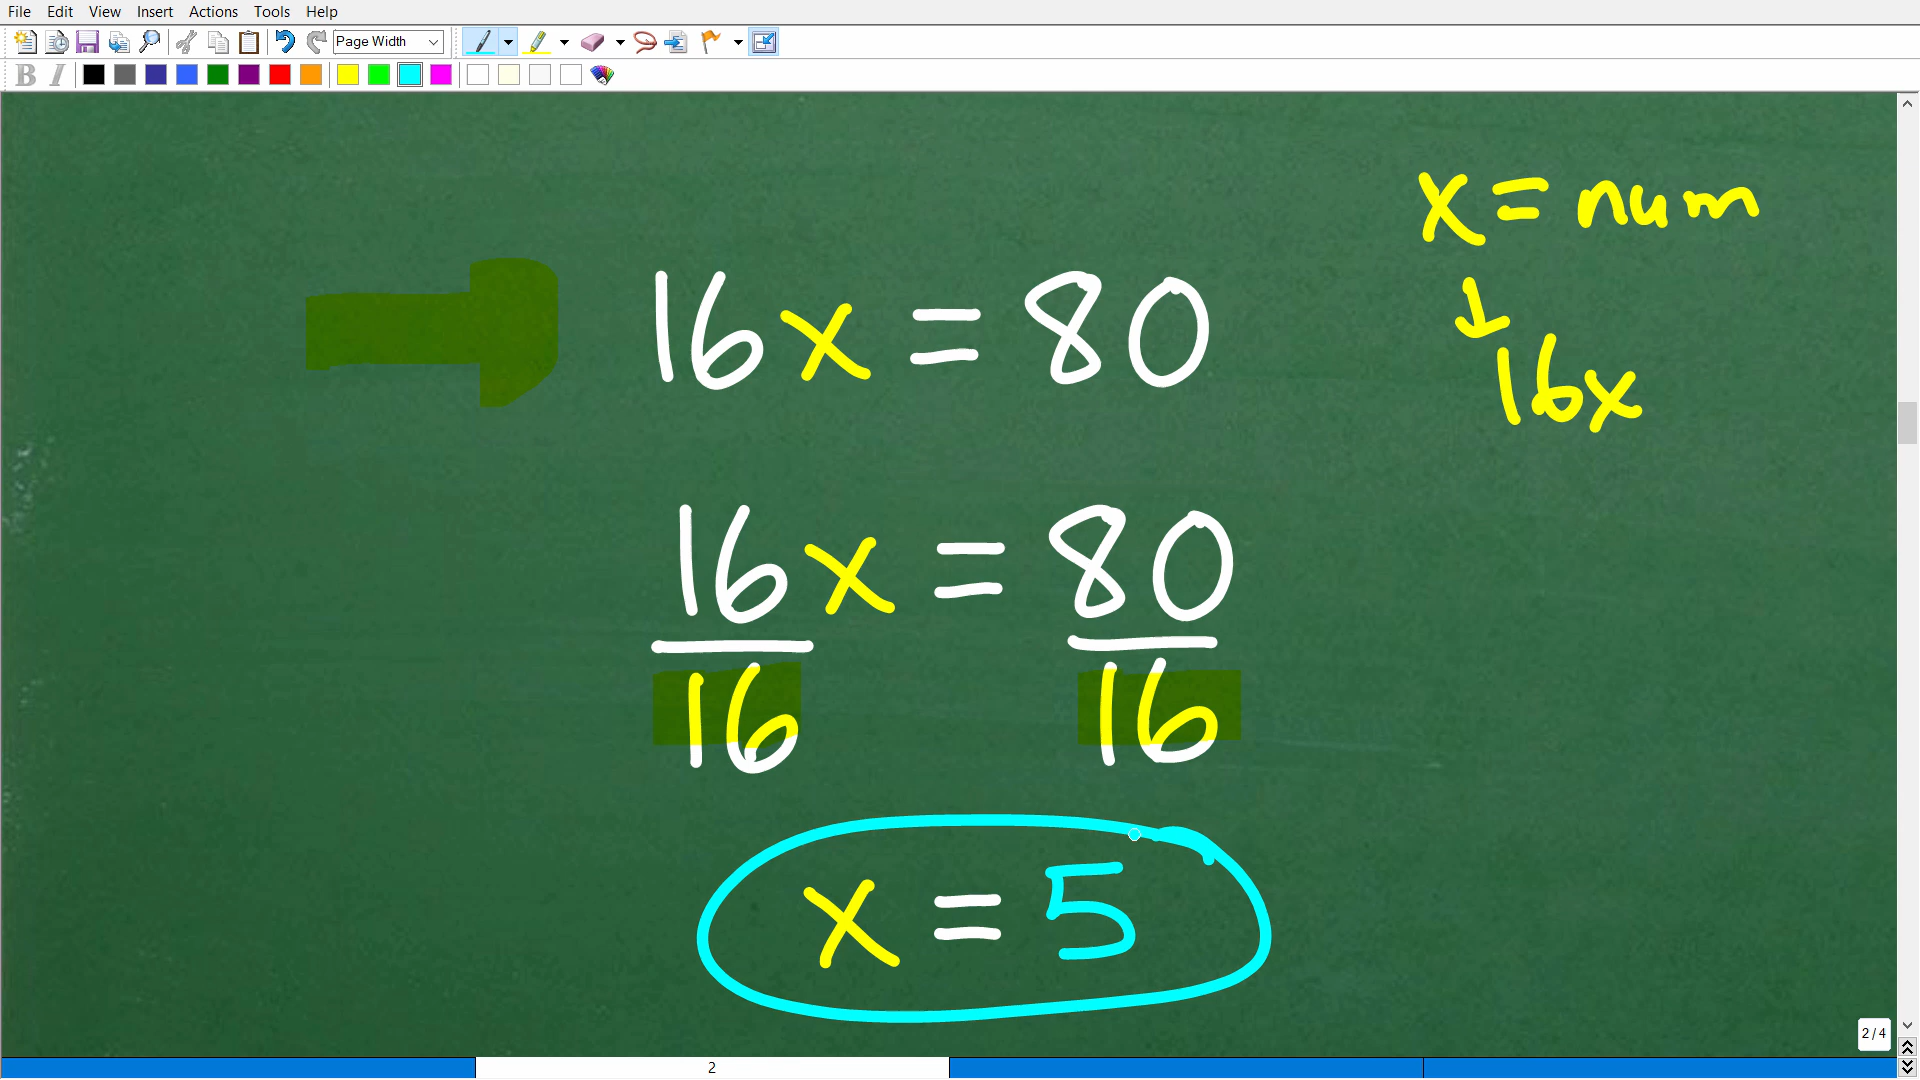 File Edit View Insert Actions Tools Help
Page Width
B I
x = num
16x = 80
16x
16x = 80
16 16
x = 5
2 / 4
2